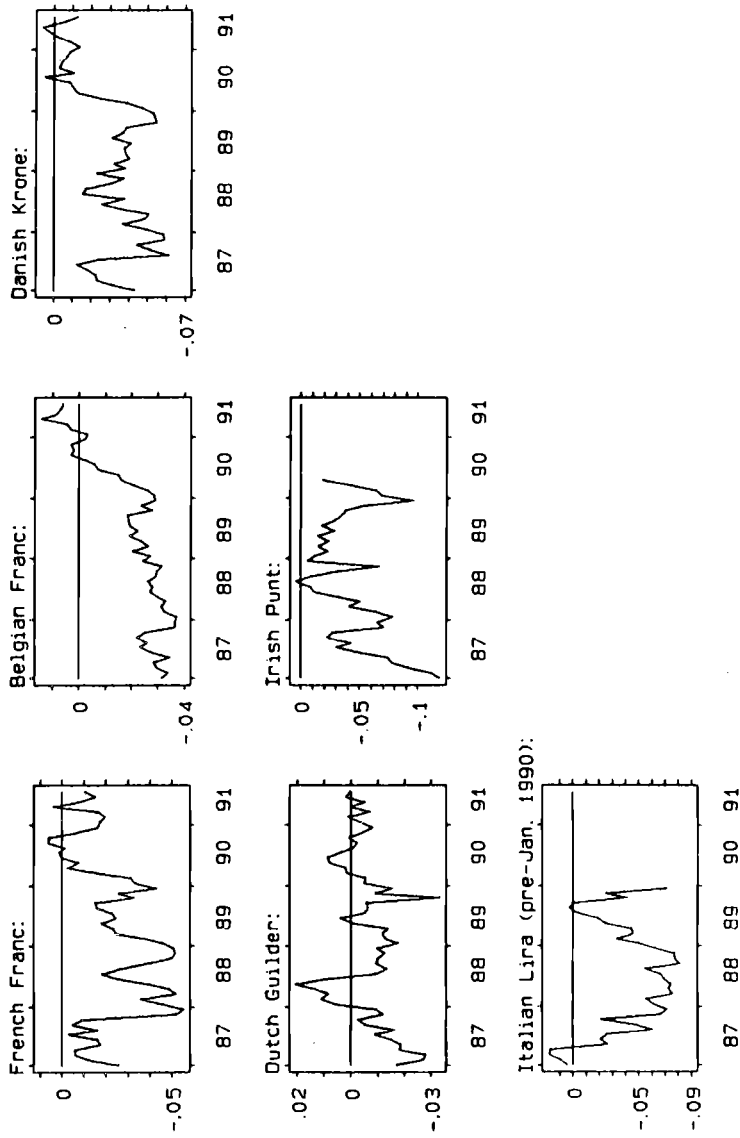 French Franc:
0
-.05
87 88 89 90 91
Belgian Franc:
0
-.04
87 88 89 90 91
Danish Krone:
0
-.07
87 88 89 90 91
Dutch Guilder:
.02
0
-.03
87 88 89 90 91
Irish Punt:
0
-.05
-.1
87 88 89 90 91
Italian Lira (pre-Jan. 1990):
0
-.05
-.09
87 88 89 90 91